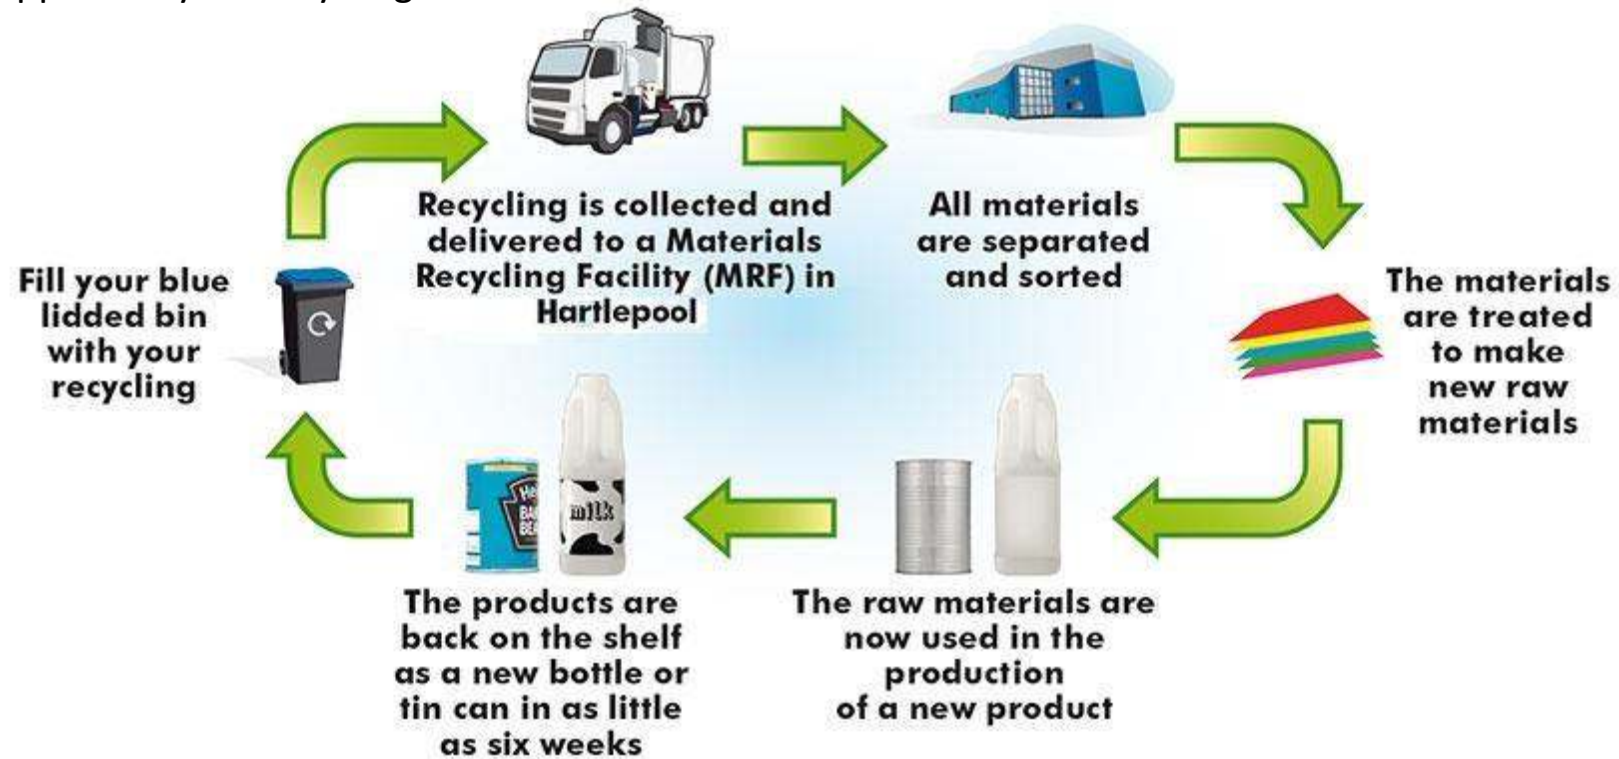 Fill your blue
lidded bin
with your
recycling
Recycling is collected and
delivered to a Materials
Recycling Facility (MRF) in
Hartlepool
All materials
are separated
and sorted
The materials
are treated
to make
new raw
materials
The raw materials are
now used in the
production
of a new product
milk
The products are
back on the shelf
as a new bottle or
tin can in as little
as six weeks